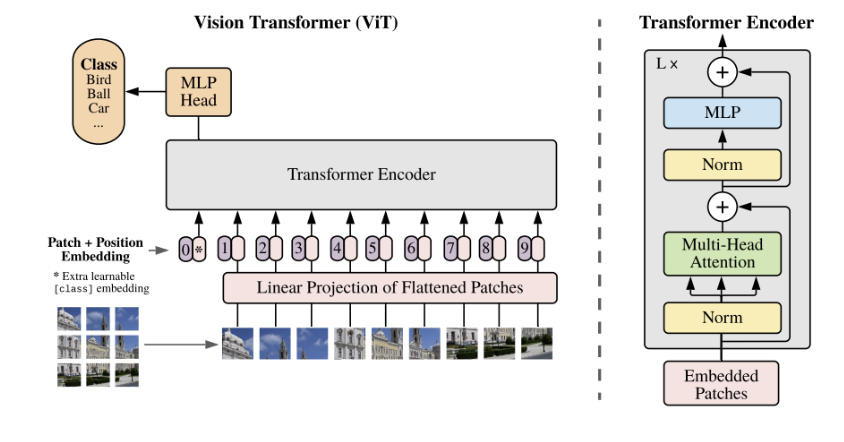 Vision Transformer (ViT)
Class
Bird
Ball
Car
...
MLP
Head
Transformer Encoder
Patch + Position
Embedding
* Extra learnable
[class] embedding
0 * 1 2 3 4 5 6 7 8 9
Linear Projection of Flattened Patches
Transformer Encoder
L ×
+
MLP
Norm
+
Multi-Head
Attention
Norm
Embedded
Patches